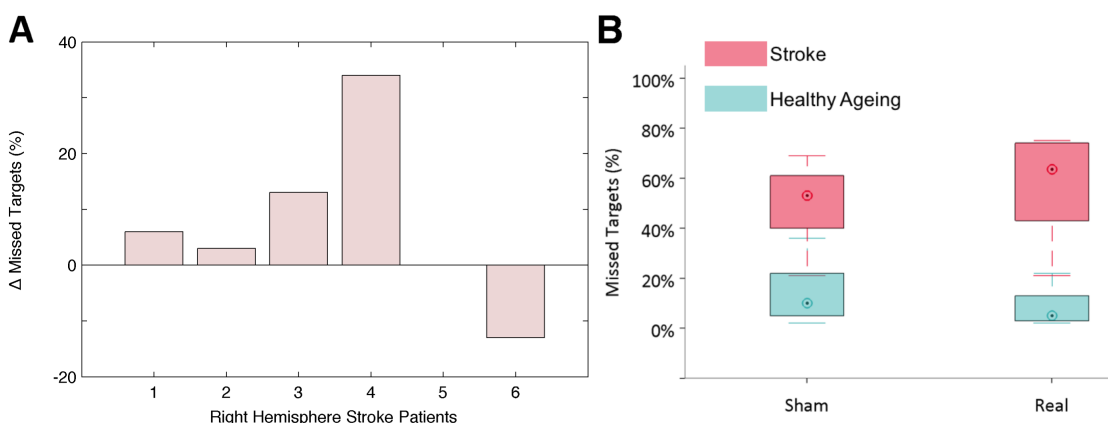 A
40
20
0
-20
Δ Missed Targets (%)
1 2 3 4 5 6
Right Hemisphere Stroke Patients
B
Stroke
Healthy Ageing
100%
80%
60%
40%
20%
0%
Missed Targets (%)
Sham Real